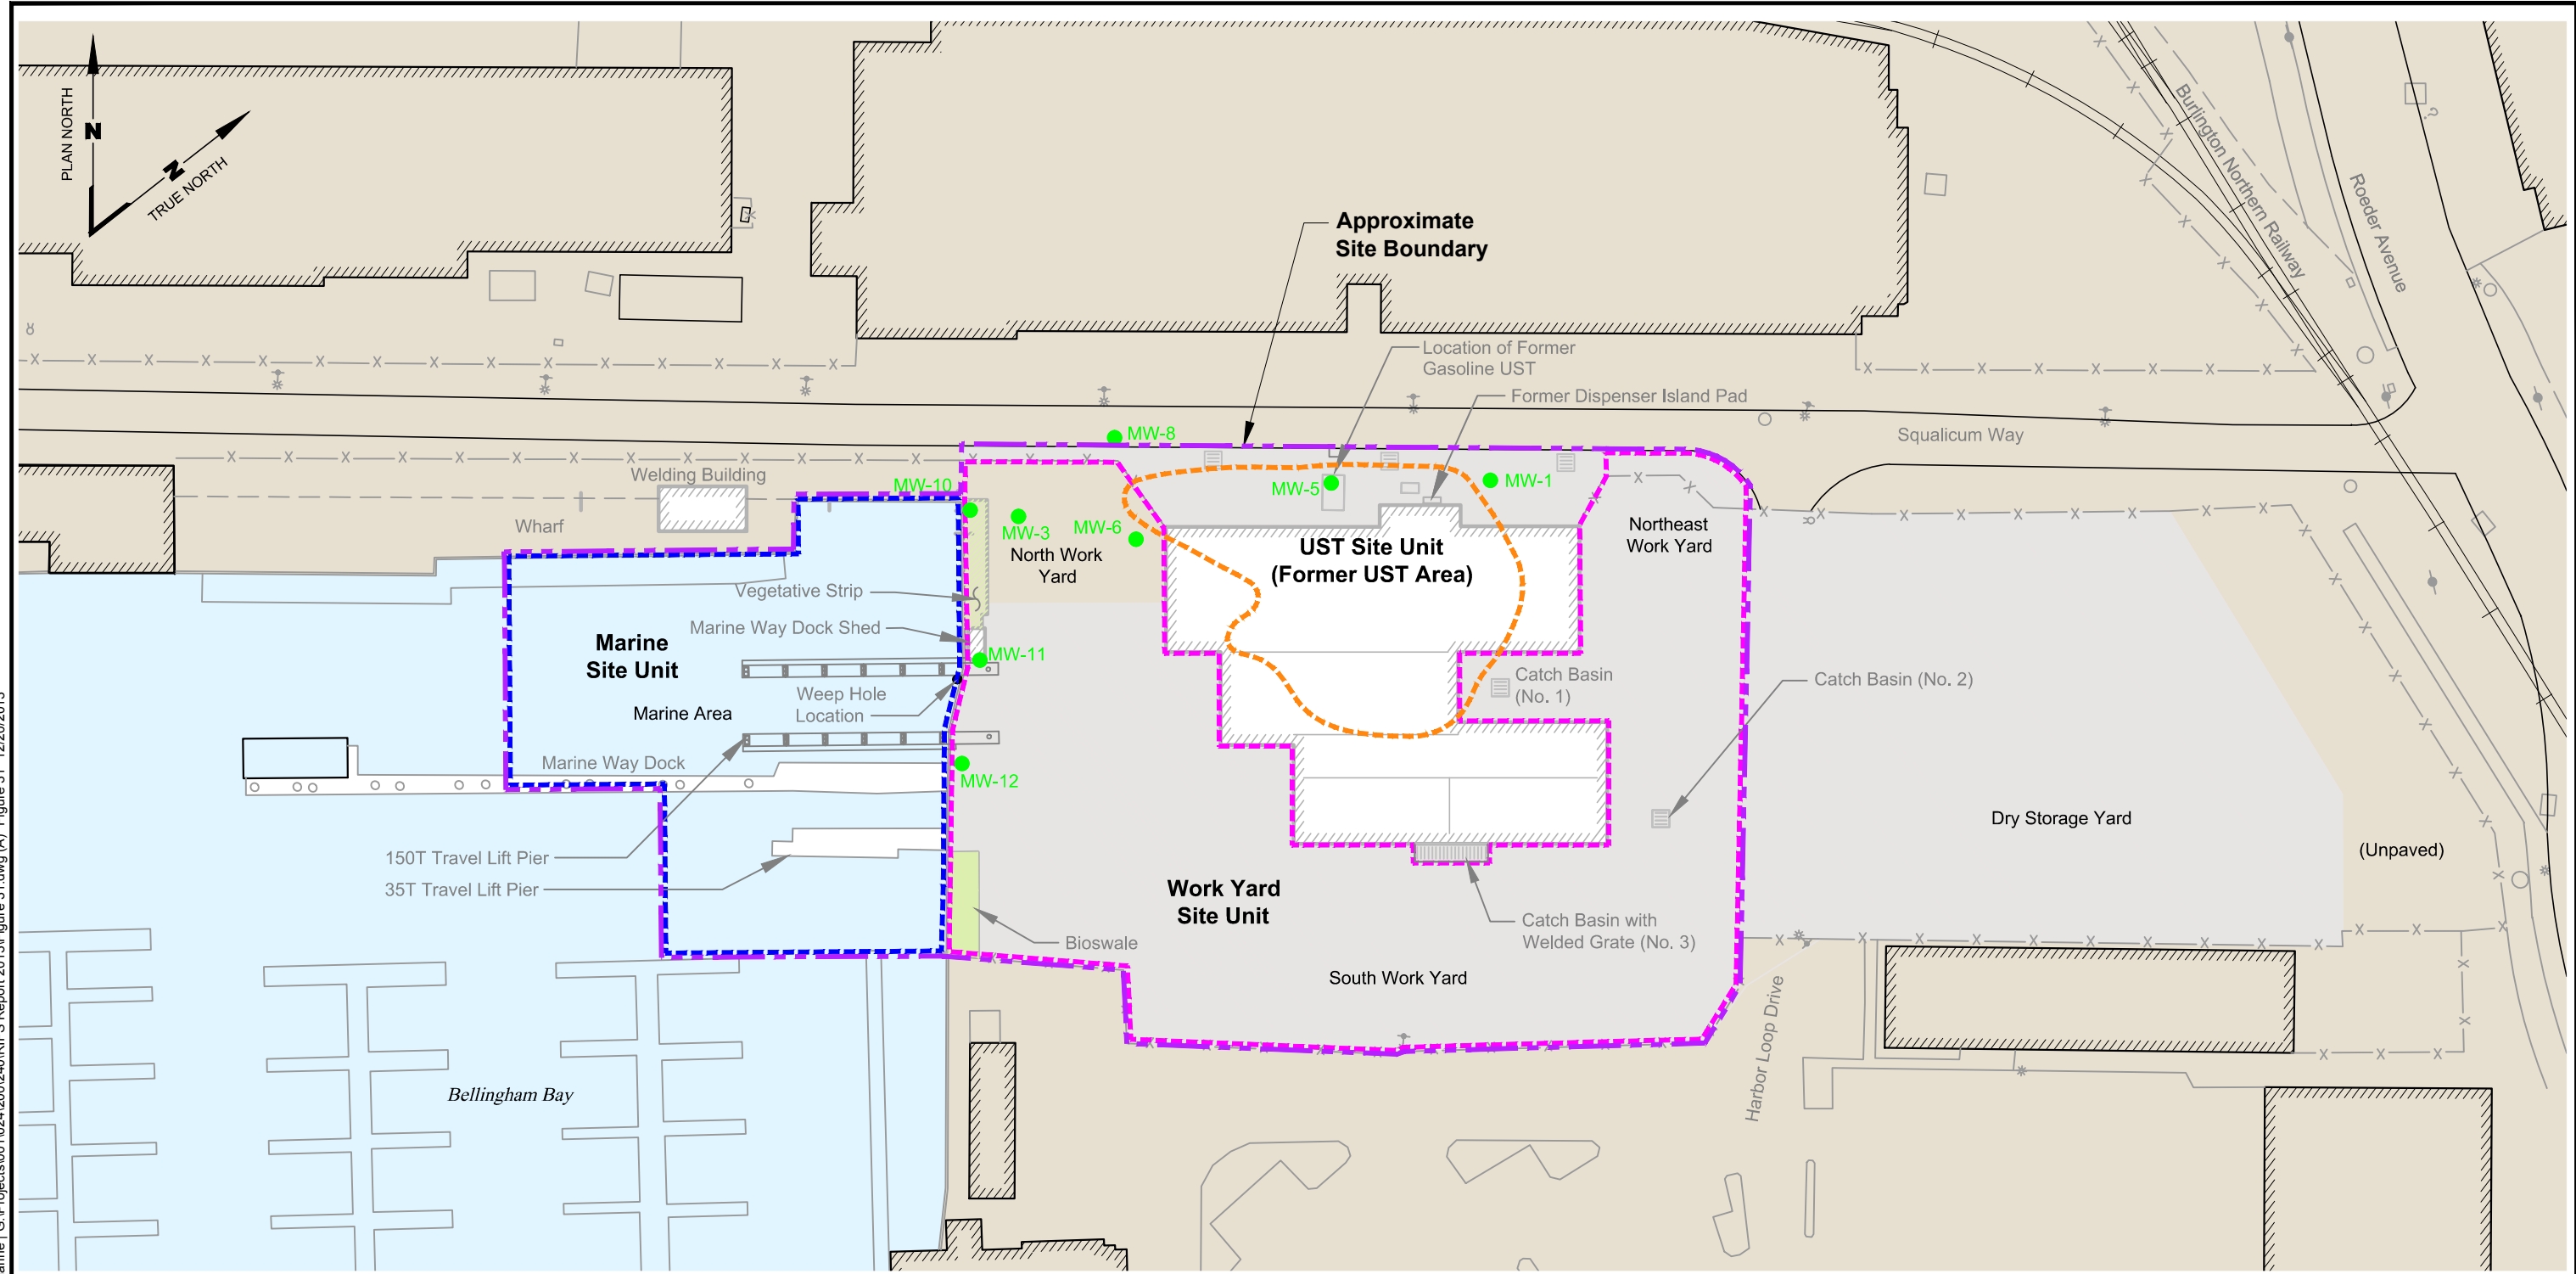 PLAN NORTH
N
N
TRUE NORTH
Burlington Northern Railway
Roeder Avenue
?
Approximate
Site Boundary
Location of Former
Gasoline UST
Former Dispenser Island Pad
Squalicum Way
MW-8
Welding Building
MW-10
MW-5
MW-1
Wharf
MW-3
MW-6
North Work
Yard
UST Site Unit
(Former UST Area)
Northeast
Work Yard
Vegetative Strip
Marine Way Dock Shed
Marine
Site Unit
MW-11
Weep Hole
Location
Marine Area
Catch Basin
(No. 1)
Catch Basin (No. 2)
Marine Way Dock
MW-12
Dry Storage Yard
(Unpaved)
150T Travel Lift Pier
35T Travel Lift Pier
Work Yard
Site Unit
Bioswale
Catch Basin with
Welded Grate (No. 3)
South Work Yard
Harbor Loop Drive
Bellingham Bay